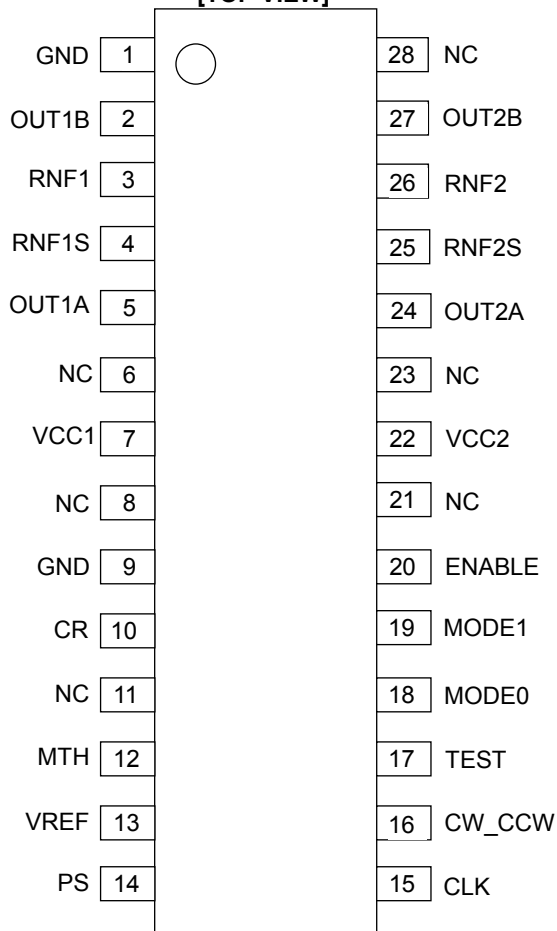 GND 1 28 NC
OUT1B 2 27 OUT2B
RNF1 3 26 RNF2
RNF1S 4 25 RNF2S
OUT1A 5 24 OUT2A
NC 6 23 NC
VCC1 7 22 VCC2
NC 8 21 NC
GND 9 20 ENABLE
CR 10 19 MODE1
NC 11 18 MODE0
MTH 12 17 TEST
VREF 13 16 CW_CCW
PS 14 15 CLK